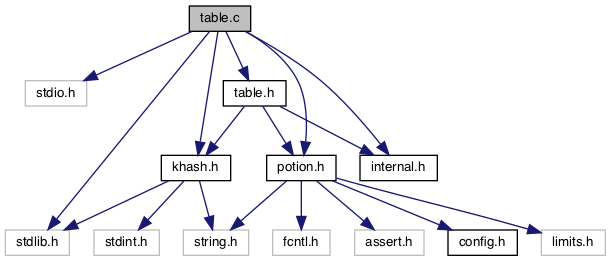 table.c
stdio.h
table.h
khash.h
potion.h
internal.h
stdlib.h
stdint.h
string.h
fcntl.h
assert.h
config.h
limits.h